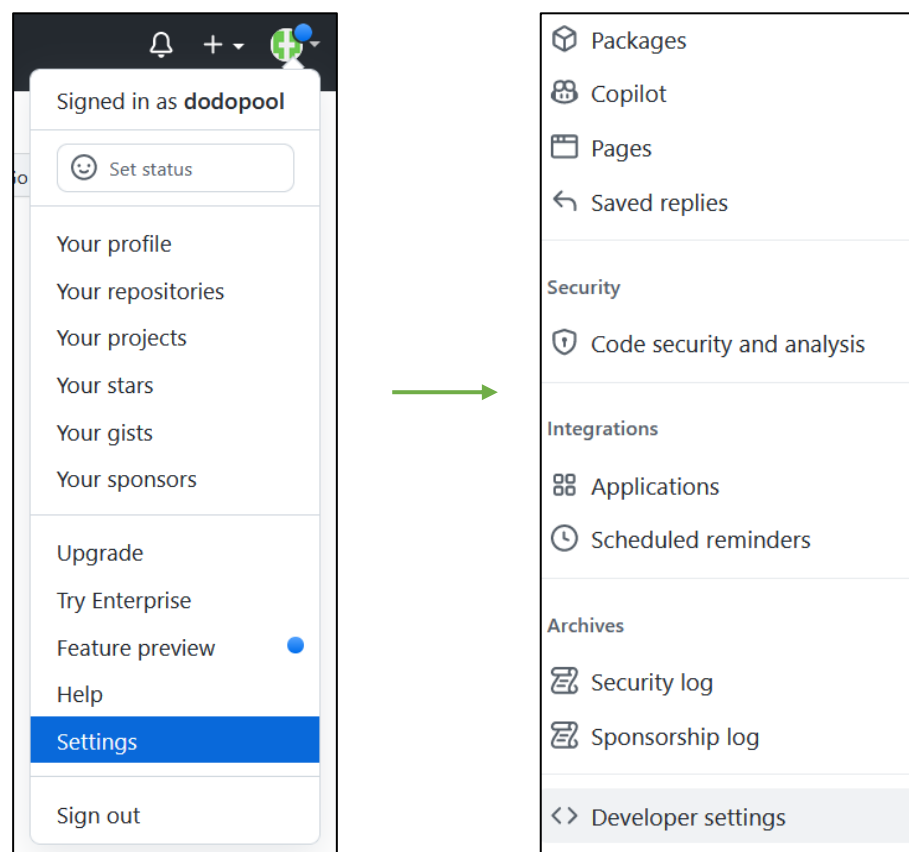 Signed in as dodopool
Set status
Your profile
Your repositories
Your projects
Your stars
Your gists
Your sponsors
Upgrade
Try Enterprise
Feature preview
Help
Settings
Sign out
Packages
Copilot
Pages
Saved replies
Security
Code security and analysis
Integrations
Applications
Scheduled reminders
Archives
Security log
Sponsorship log
Developer settings